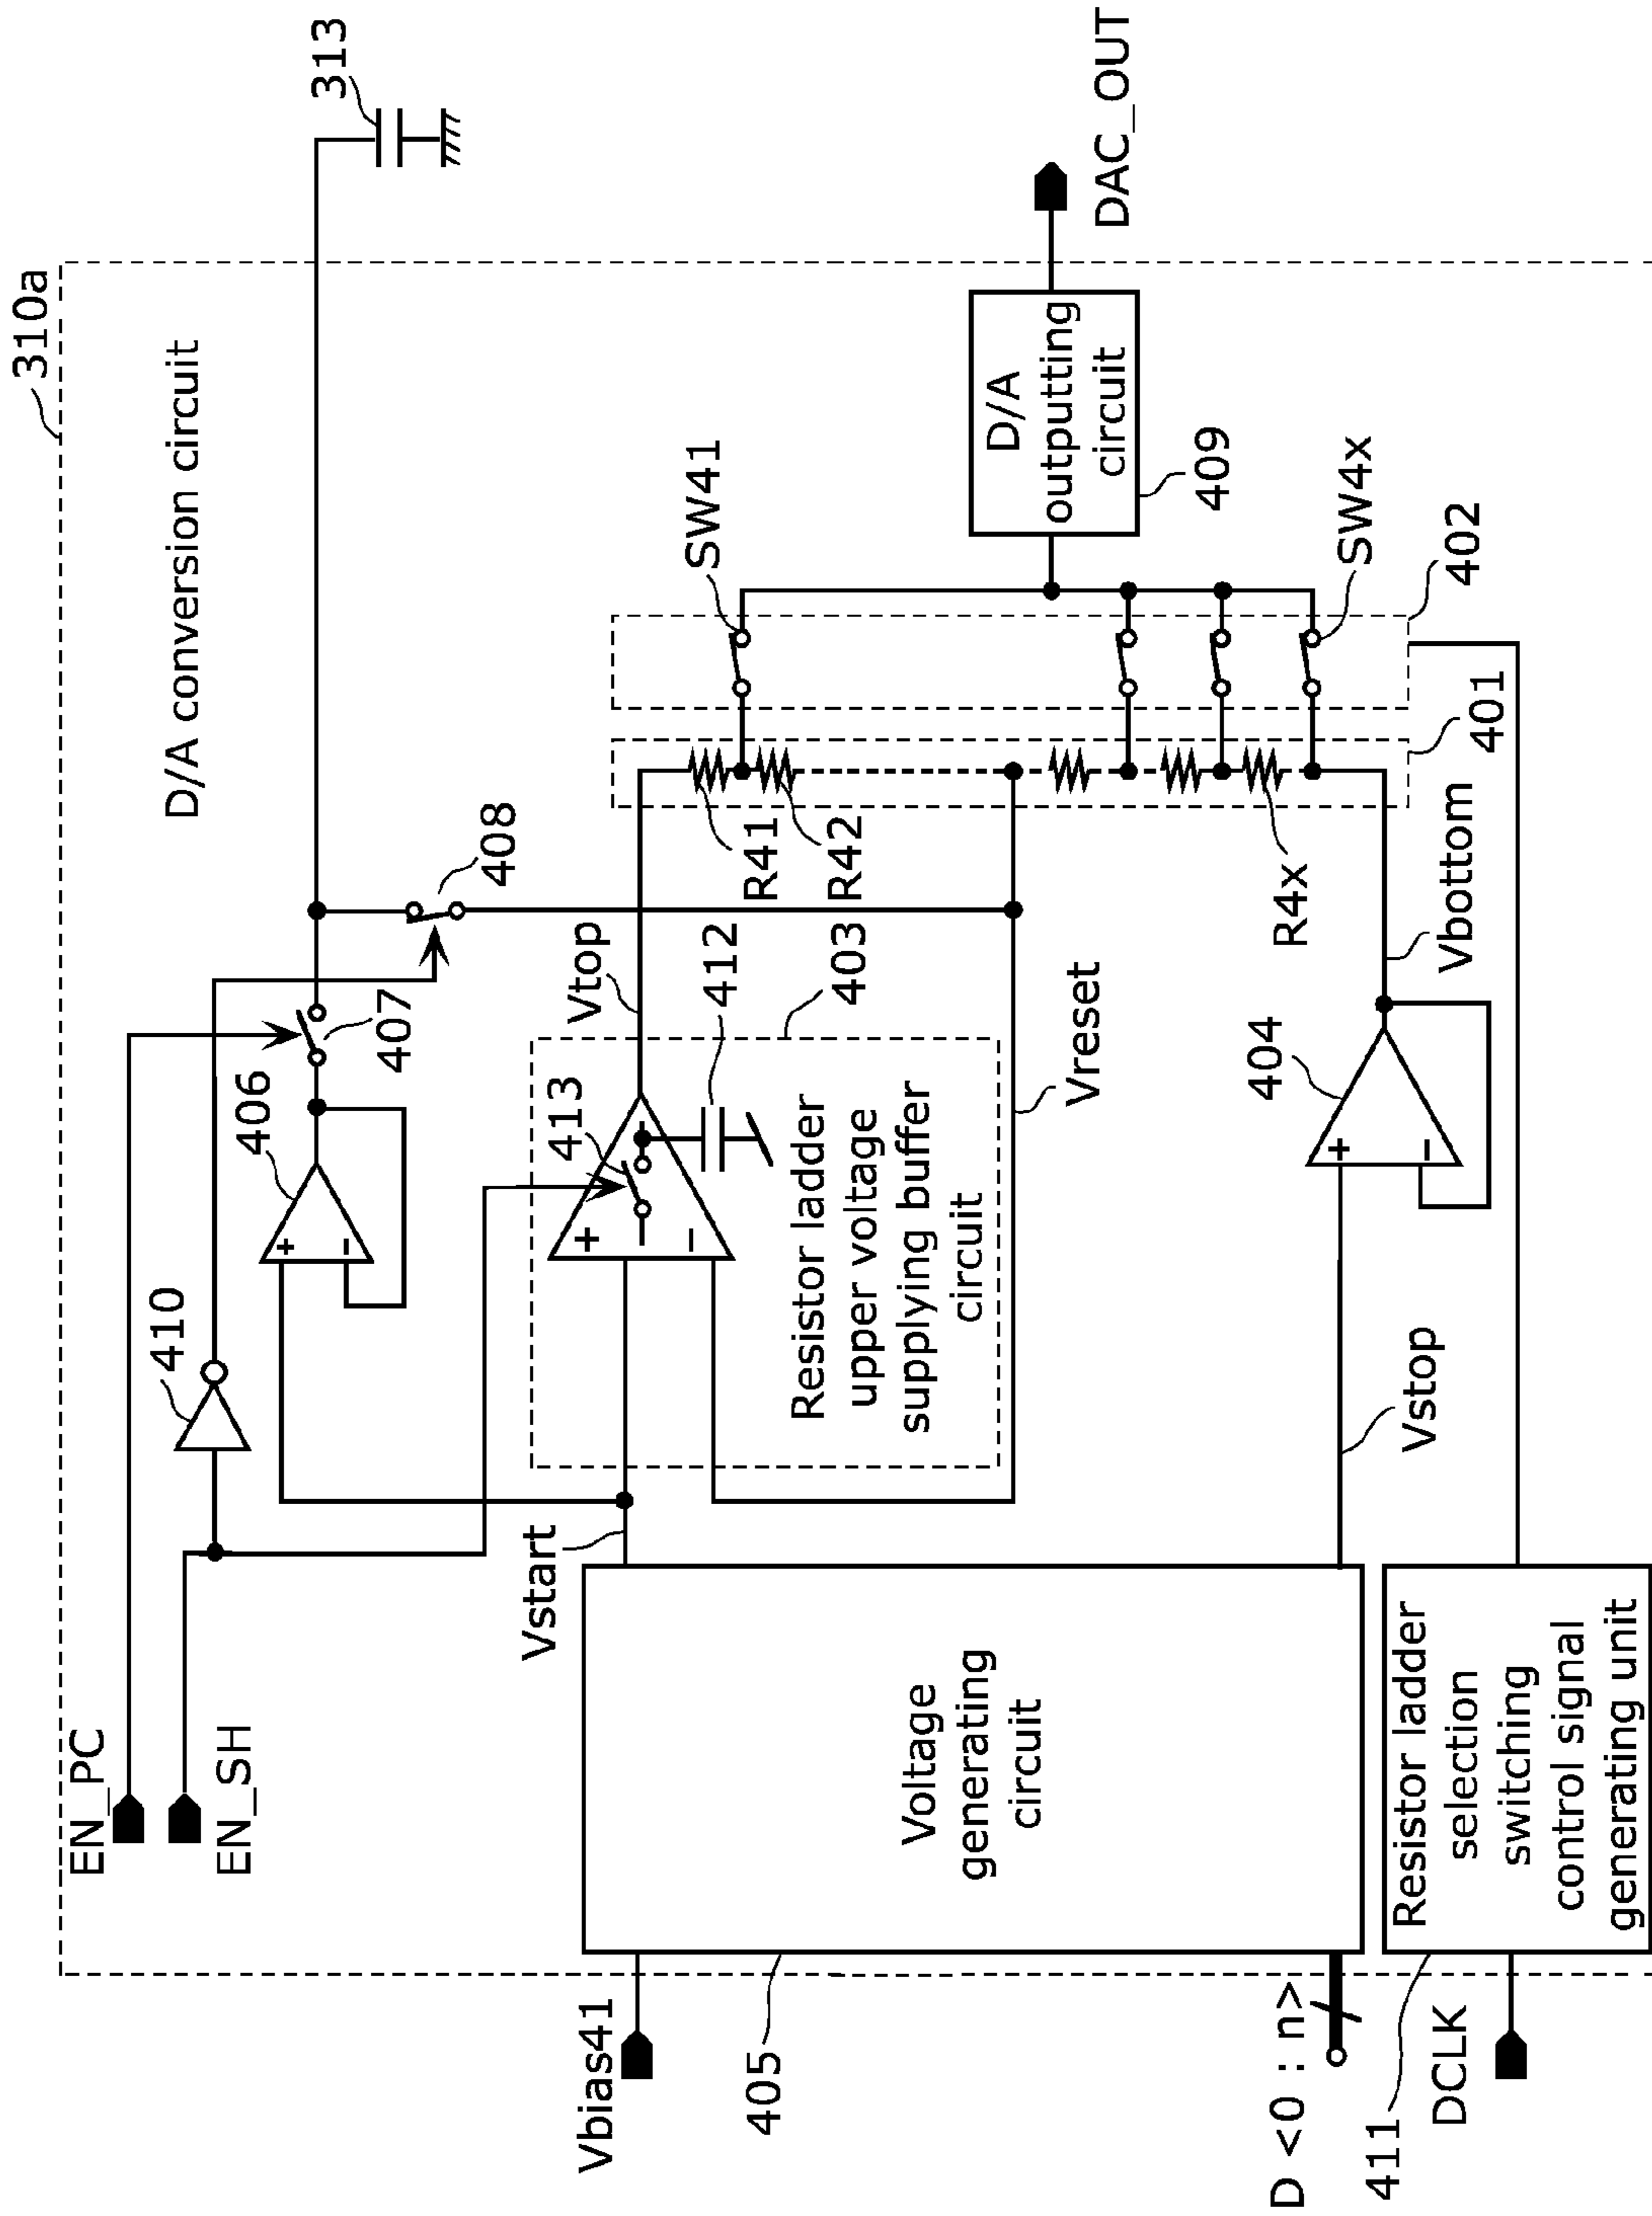 310a
D/A conversion circuit
EN_PC
EN_SH
410
406
407
408
313
Vstart
413
412
403
Vtop
Resistor ladder
upper voltage
supplying buffer
circuit
Vreset
R41
R42
R4x
SW41
SW4x
402
401
D/A
outputting
circuit
409
DAC_OUT
Vbias41
405
Voltage
generating
circuit
D <0 : n>
Vstop
404
Vbottom
411
DCLK
Resistor ladder
selection
switching
control signal
generating unit
+
−
+
−
+
−